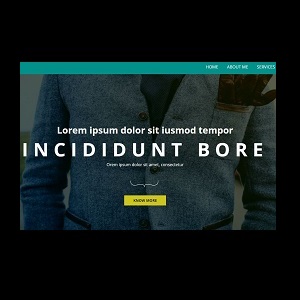 HOME ABOUT ME SERVICES
Lorem ipsum dolor sit iusmod tempor
INCIDIDUNT BORE
Orem ipsum dolor sit amet, consectetur
KNOW MORE